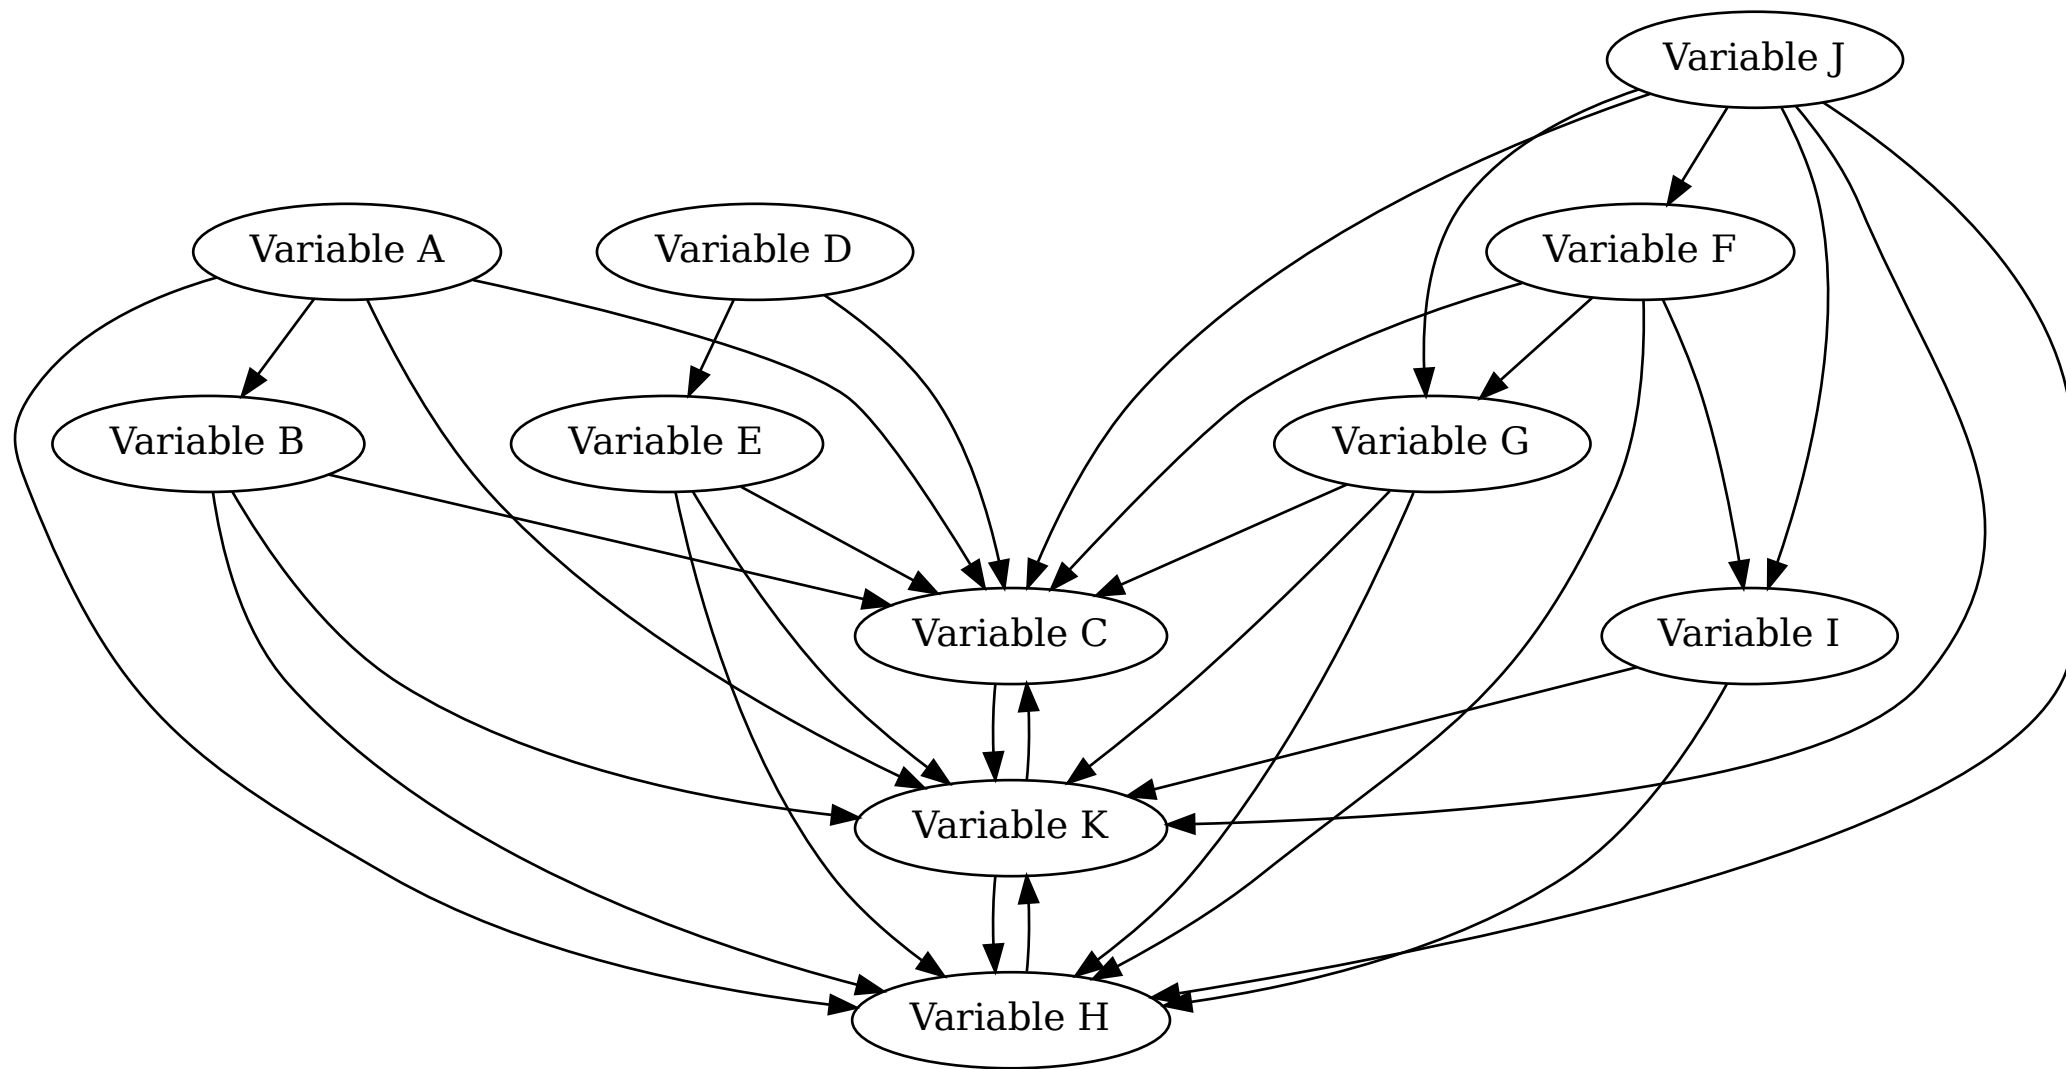 Variable J
Variable A
Variable D
Variable F
Variable B
Variable E
Variable G
Variable C
Variable I
Variable K
Variable H